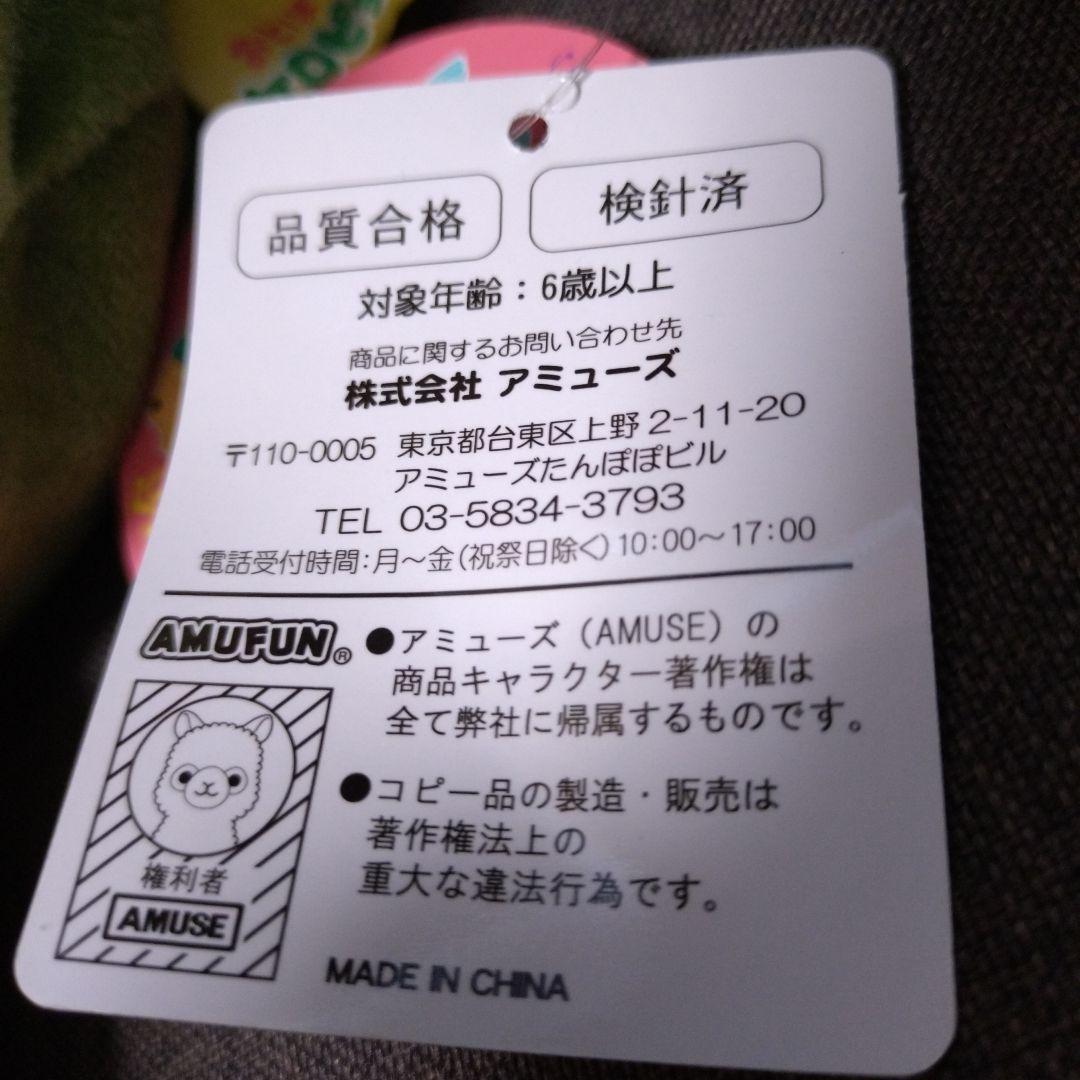 品質合格
検針済
対象年齢：6歳以上
商品に関するお問い合わせ先
株式会社 アミューズ
〒110-0005 東京都台東区上野2-11-20
アミューズたんぽぽビル
TEL 03-5834-3793
電話受付時間：月～金(祝祭日除く) 10：00～17：00
AMUFUN®
●アミューズ（AMUSE）の
商品キャラクター著作権は
全て弊社に帰属するものです。
●コピー品の製造・販売は
著作権法上の
重大な違法行為です。
権利者
AMUSE
MADE IN CHINA